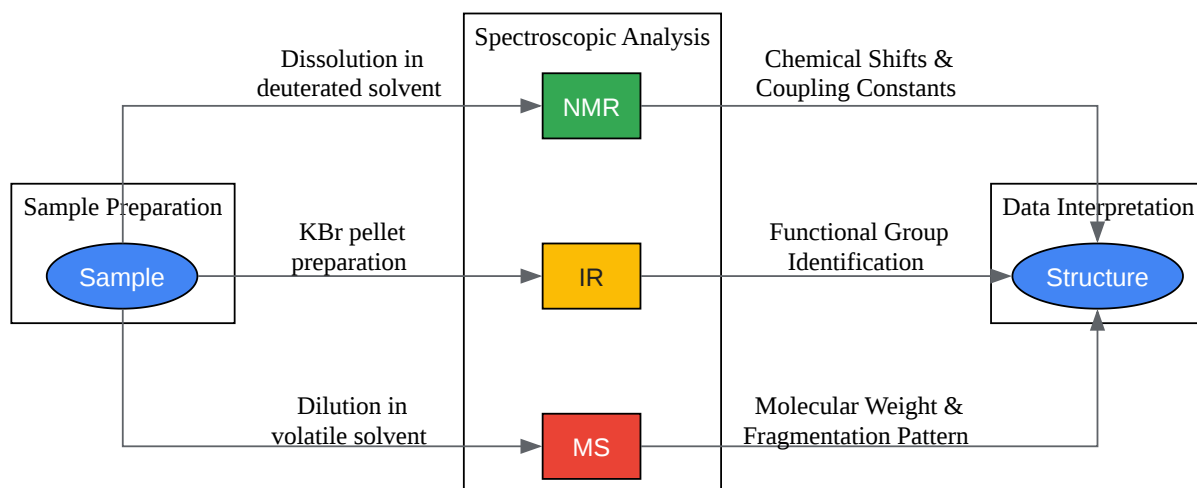 Spectroscopic Analysis
Dissolution in
deuterated solvent
NMR
Chemical Shifts &
Coupling Constants
Sample Preparation
Sample
KBr pellet
preparation
IR
Functional Group
Identification
Data Interpretation
Structure
Dilution in
volatile solvent
MS
Molecular Weight &
Fragmentation Pattern